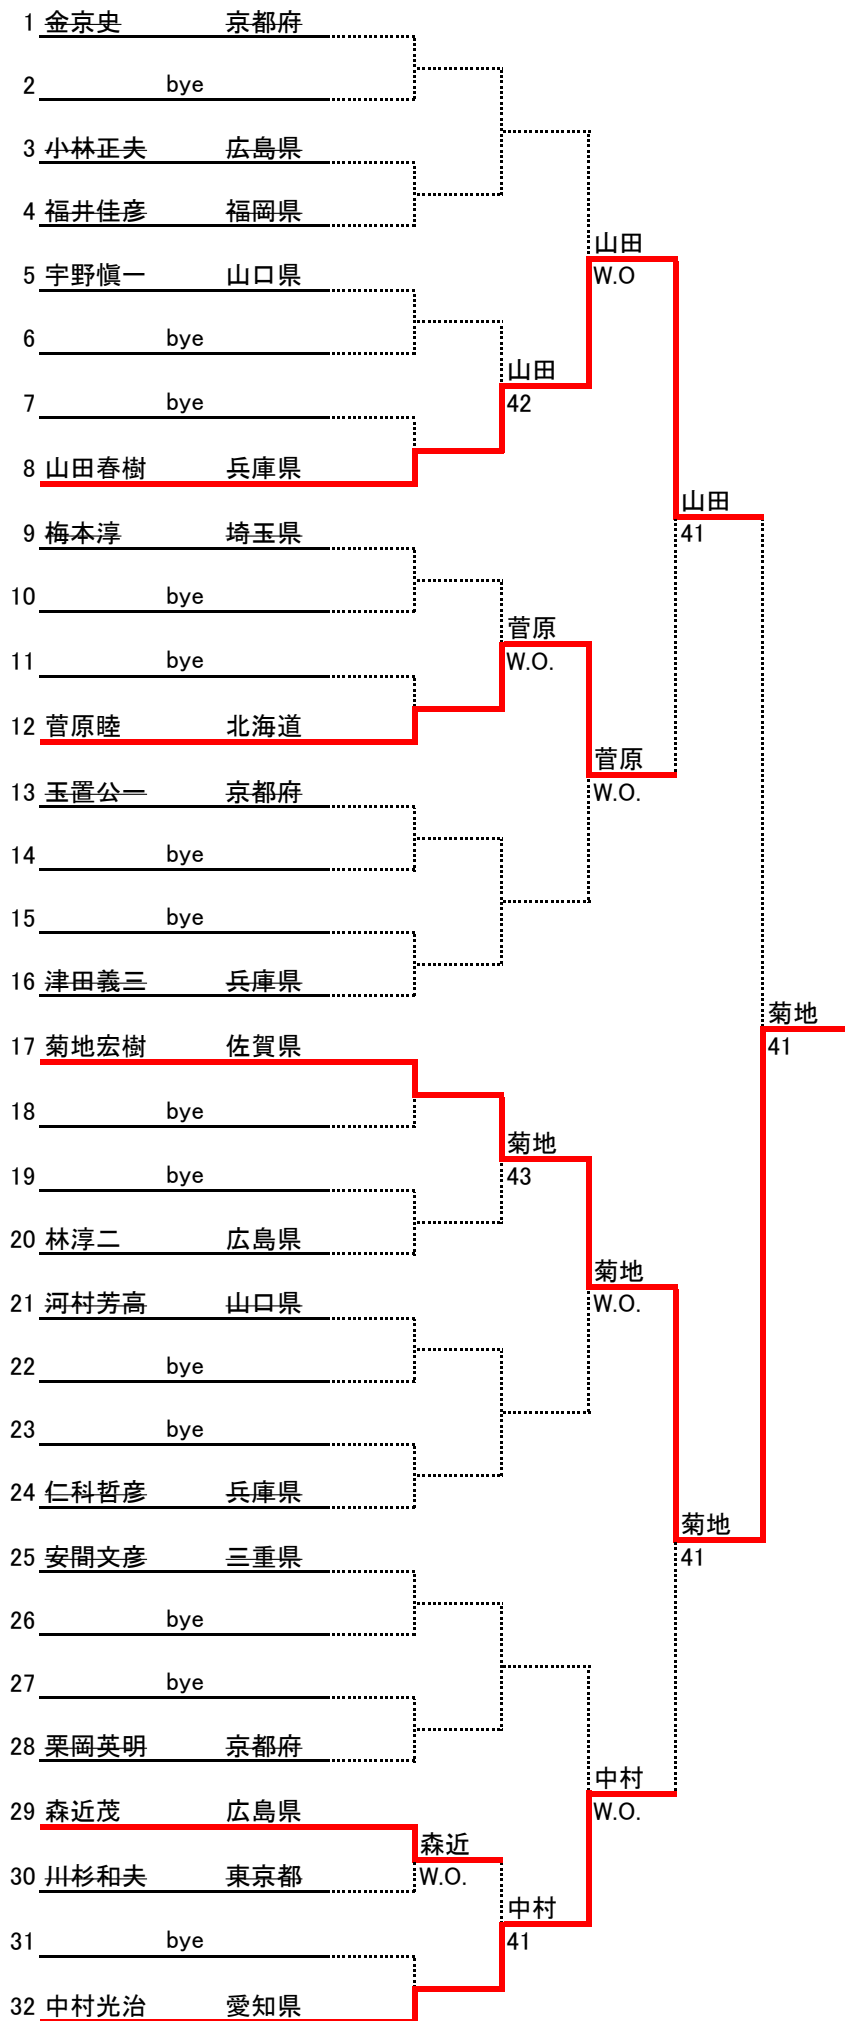 1 金京史 京都府
2 bye
3 小林正夫 広島県
4 福井佳彦 福岡県
山田
5 宇野愼一 山口県
W.O
6 bye
山田
7 bye
42
8 山田春樹 兵庫県
山田
9 梅本淳 埼玉県
41
10 bye
菅原
11 bye
W.O.
12 菅原睦 北海道
菅原
13 玉置公一 京都府
W.O.
14 bye
15 bye
16 津田義三 兵庫県
菊地
17 菊地宏樹 佐賀県
41
18 bye
菊地
19 bye
43
20 林淳二 広島県
菊地
21 河村芳高 山口県
W.O.
22 bye
23 bye
24 仁科哲彦 兵庫県
菊地
25 安間文彦 三重県
41
26 bye
27 bye
28 栗岡英明 京都府
中村
29 森近茂 広島県
W.O.
森近
30 川杉和夫 東京都
W.O.
中村
31 bye
41
32 中村光治 愛知県